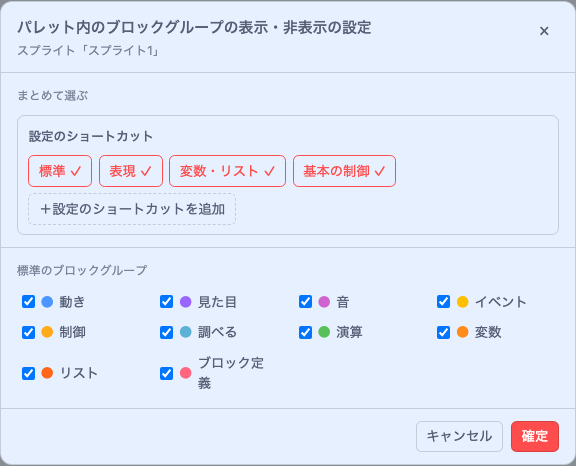 パレット内のブロックグループの表示・非表示の設定
×
スプライト「スプライト1」
まとめて選ぶ
設定のショートカット
標準 ✓ 表現 ✓ 変数・リスト ✓ 基本の制御 ✓
＋設定のショートカットを追加
標準のブロックグループ
動き 見た目 音 イベント
制御 調べる 演算 変数
リスト ブロック定
義
キャンセル 確定